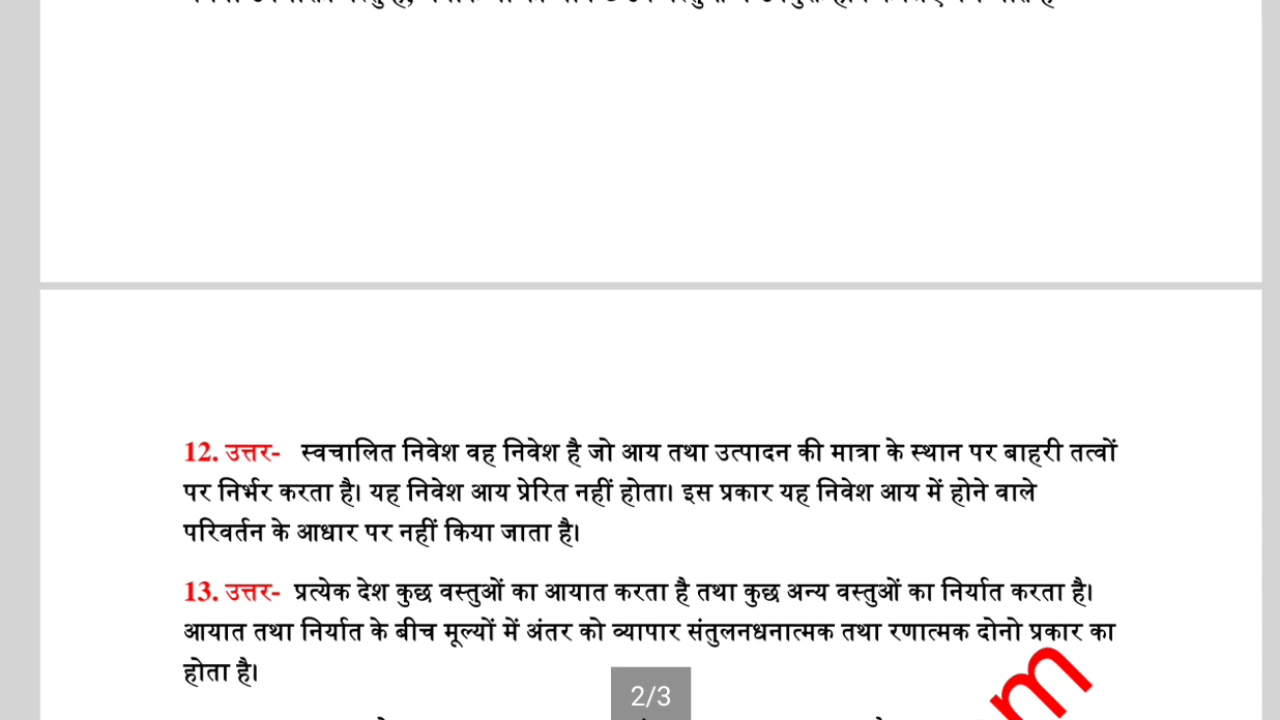 12. उत्तर- स्वचालित निवेश वह निवेश है जो आय तथा उत्पादन की मात्रा के स्थान पर बाहरी तत्वों
पर निर्भर करता है। यह निवेश आय प्रेरित नहीं होता। इस प्रकार यह निवेश आय में होने वाले
परिवर्तन के आधार पर नहीं किया जाता है।
13. उत्तर- प्रत्येक देश कुछ वस्तुओं का आयात करता है तथा कुछ अन्य वस्तुओं का निर्यात करता है।
आयात तथा निर्यात के बीच मूल्यों में अंतर को व्यापार संतुलनधनात्मक तथा रणात्मक दोनो प्रकार का
होता है।
m
2/3